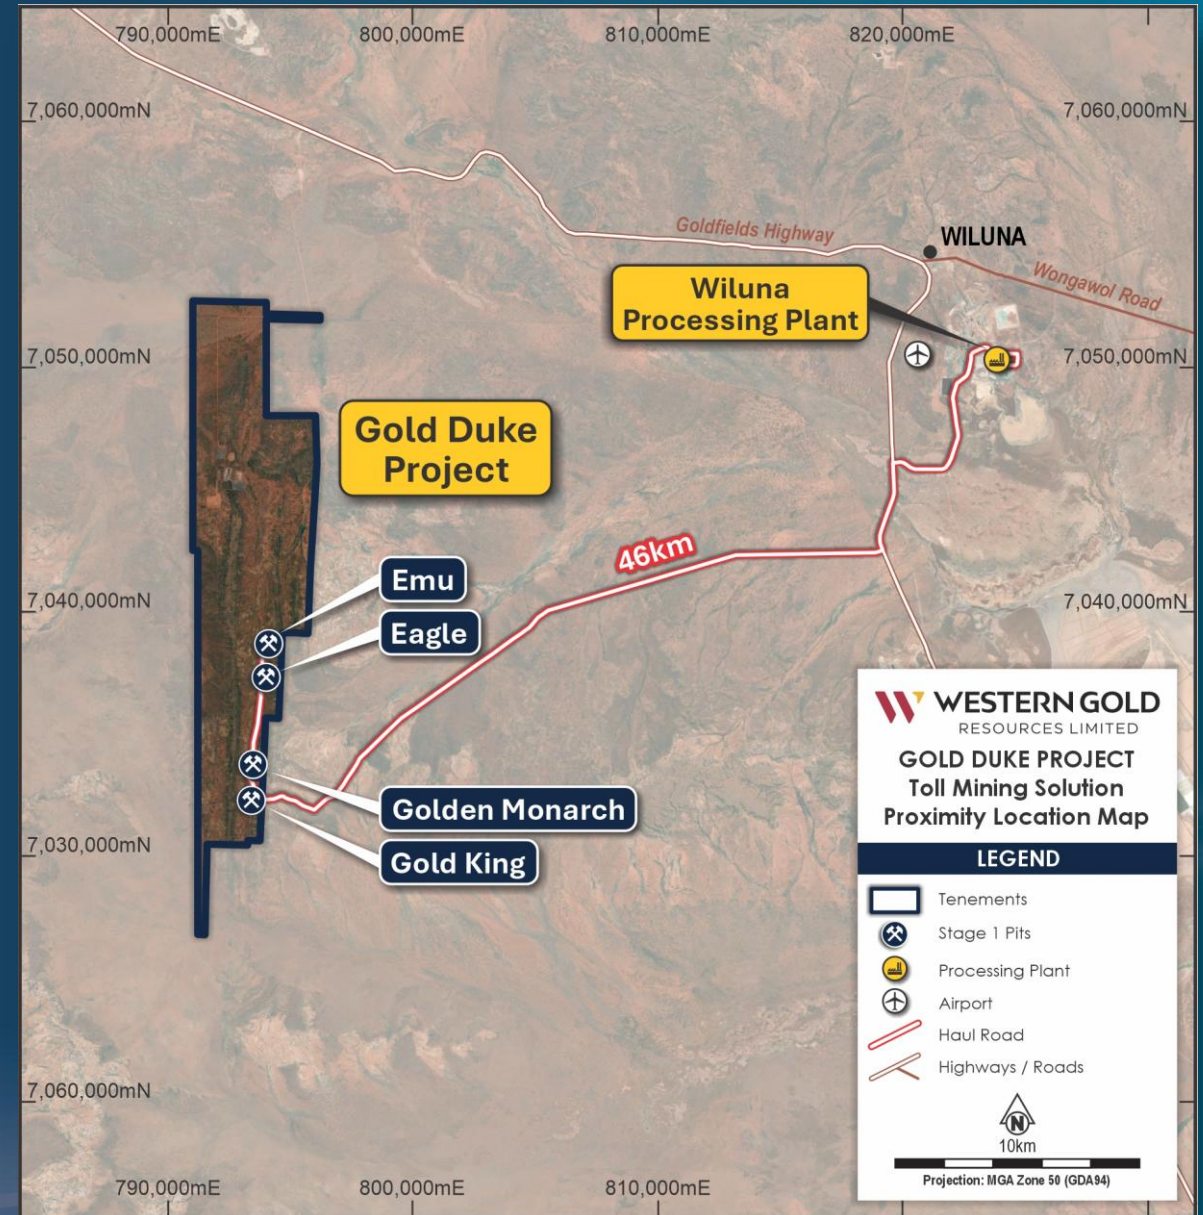 790,000mE
800,000mE
810,000mE
820,000mE
7,060,000mN
7,060,000mN
Goldfields Highway
WILUNA
Wongawol Road
Wiluna
Processing Plant
7,050,000mN
7,050,000mN
Gold Duke
Project
46km
Emu
Eagle
7,040,000mN
7,040,000mN
Golden Monarch
Gold King
7,030,000mN
WESTERN GOLD
RESOURCES LIMITED
GOLD DUKE PROJECT
Toll Mining Solution
Proximity Location Map
LEGEND
Tenements
Stage 1 Pits
Processing Plant
Airport
Haul Road
Highways / Roads
N
10km
Projection: MGA Zone 50 (GDA94)
7,060,000mN
790,000mE
800,000mE
810,000mE